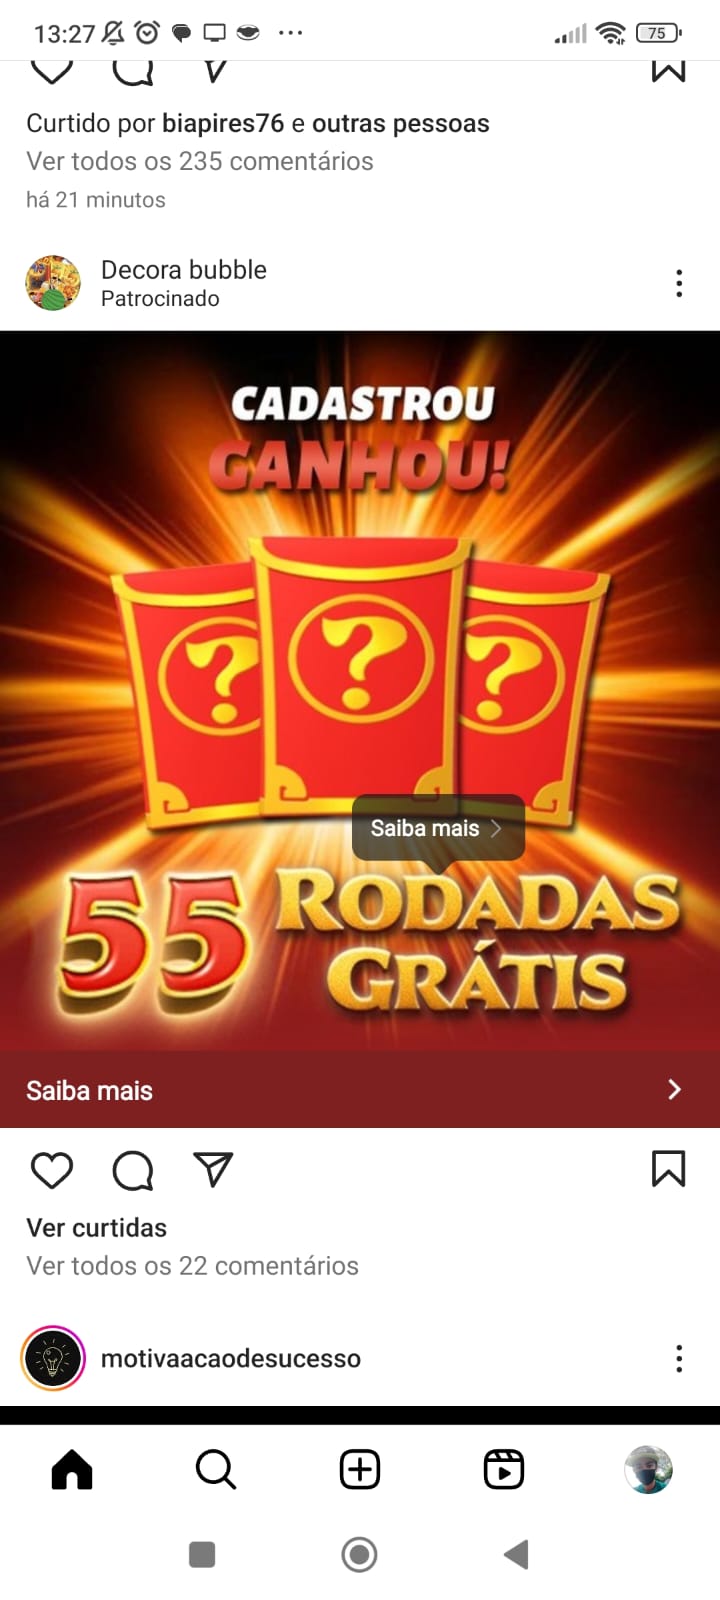 13:27
75
Curtido por biapires76 e outras pessoas
Ver todos os 235 comentários
há 21 minutos
Decora bubble
Patrocinado
CADASTROU
GANHOU!
?
?
?
Saiba mais
55 RODADAS
GRÁTIS
Saiba mais
Ver curtidas
Ver todos os 22 comentários
motivaacaodesucesso